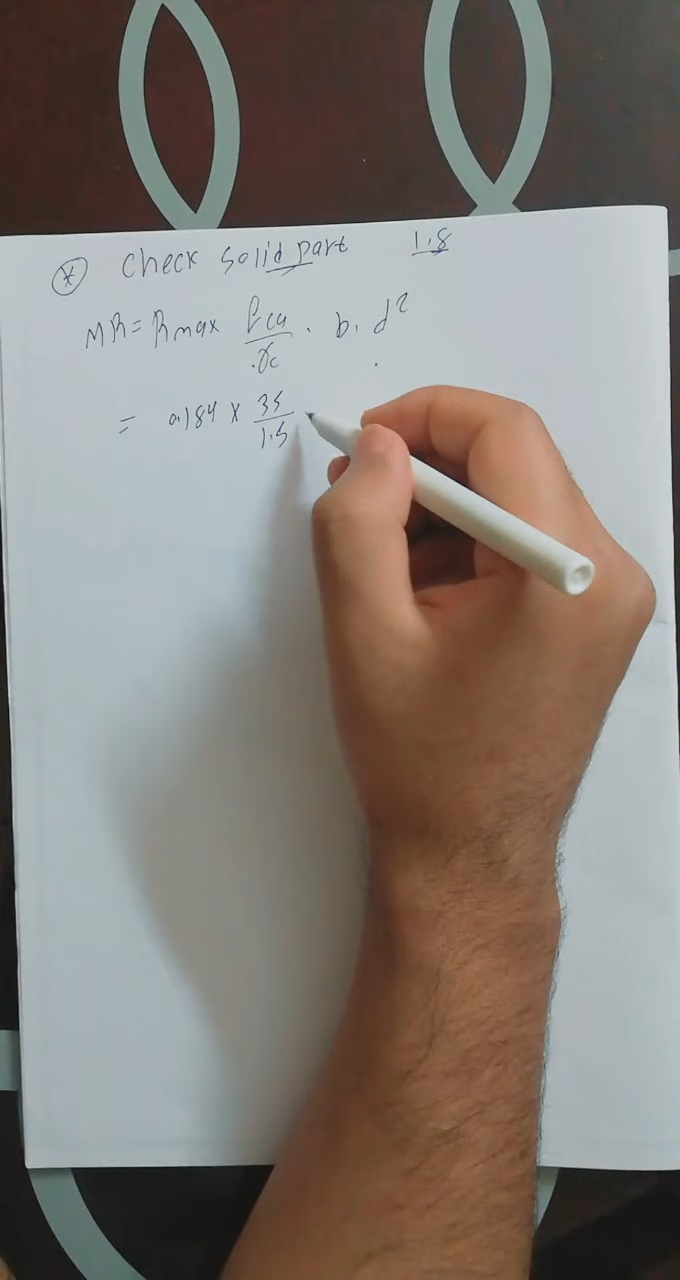 * Check solid part 1.8
MR = Rmax fcu/γc . b . d²
= 0.184 × 35/1.5